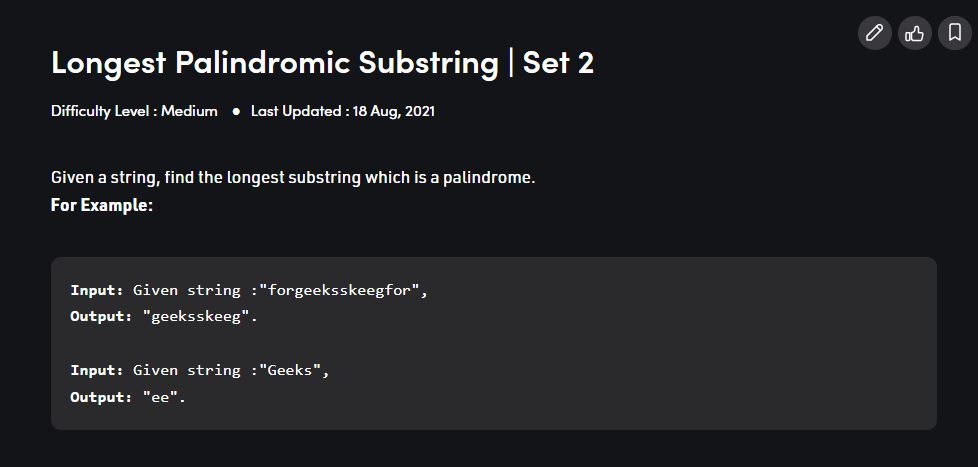 Longest Palindromic Substring | Set 2
Difficulty Level : Medium ● Last Updated : 18 Aug, 2021
Given a string, find the longest substring which is a palindrome.
For Example:
Input: Given string :"forgeeksskeegfor",
Output: "geeksskeeg".
Input: Given string :"Geeks",
Output: "ee".